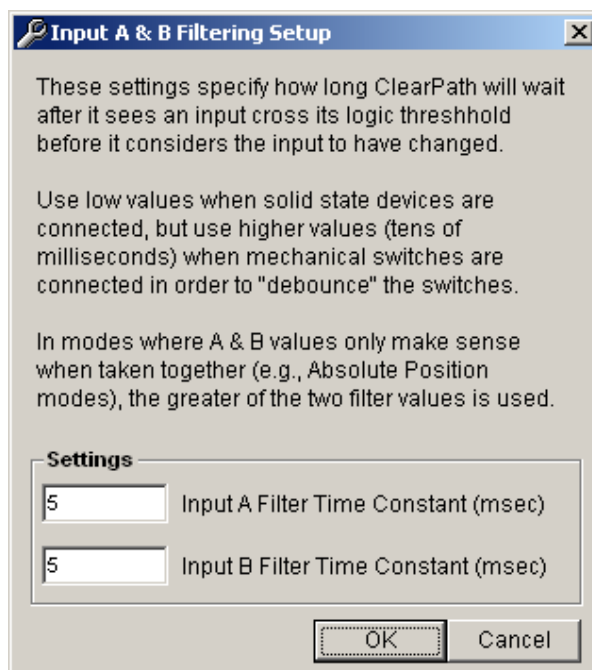 Input A & B Filtering Setup
These settings specify how long ClearPath will wait
after it sees an input cross its logic threshhold
before it considers the input to have changed.
Use low values when solid state devices are
connected, but use higher values (tens of
milliseconds) when mechanical switches are
connected in order to "debounce" the switches.
In modes where A & B values only make sense
when taken together (e.g., Absolute Position
modes), the greater of the two filter values is used.
Settings
5 Input A Filter Time Constant (msec)
5 Input B Filter Time Constant (msec)
OK Cancel